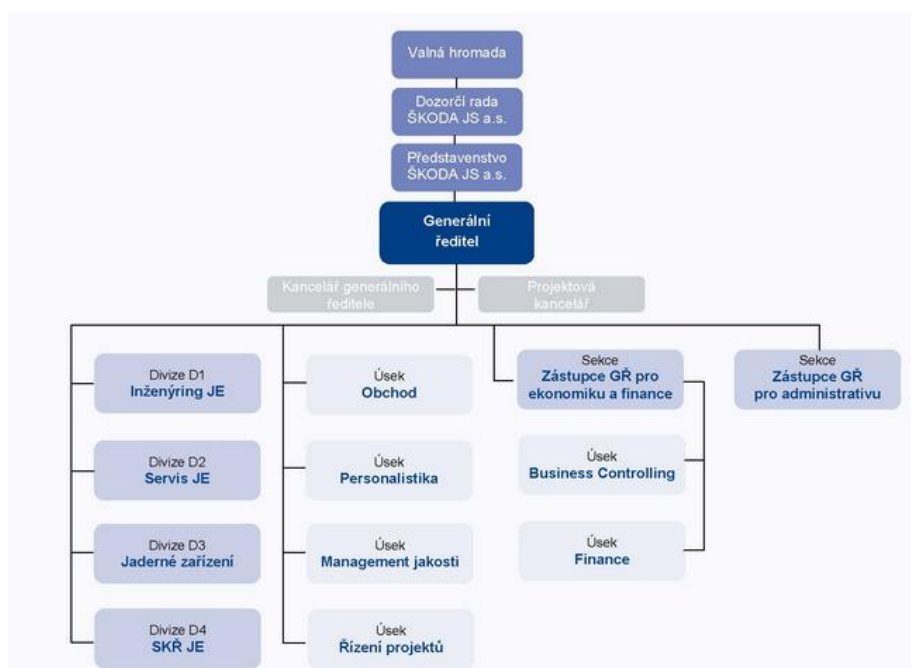 Valná hromada
Dozorčí rada
ŠKODA JS a.s.
Představenstvo
ŠKODA JS a.s.
Generální
ředitel
Kancelář generálního
ředitele
Projektová
kancelář
Divize D1
Inženýring JE
Divize D2
Servis JE
Divize D3
Jaderné zařízení
Divize D4
SKŘ JE
Úsek
Obchod
Úsek
Personalistika
Úsek
Management jakosti
Úsek
Řízení projektů
Sekce
Zástupce GŘ pro
ekonomiku a finance
Úsek
Business Controlling
Úsek
Finance
Sekce
Zástupce GŘ
pro administrativu